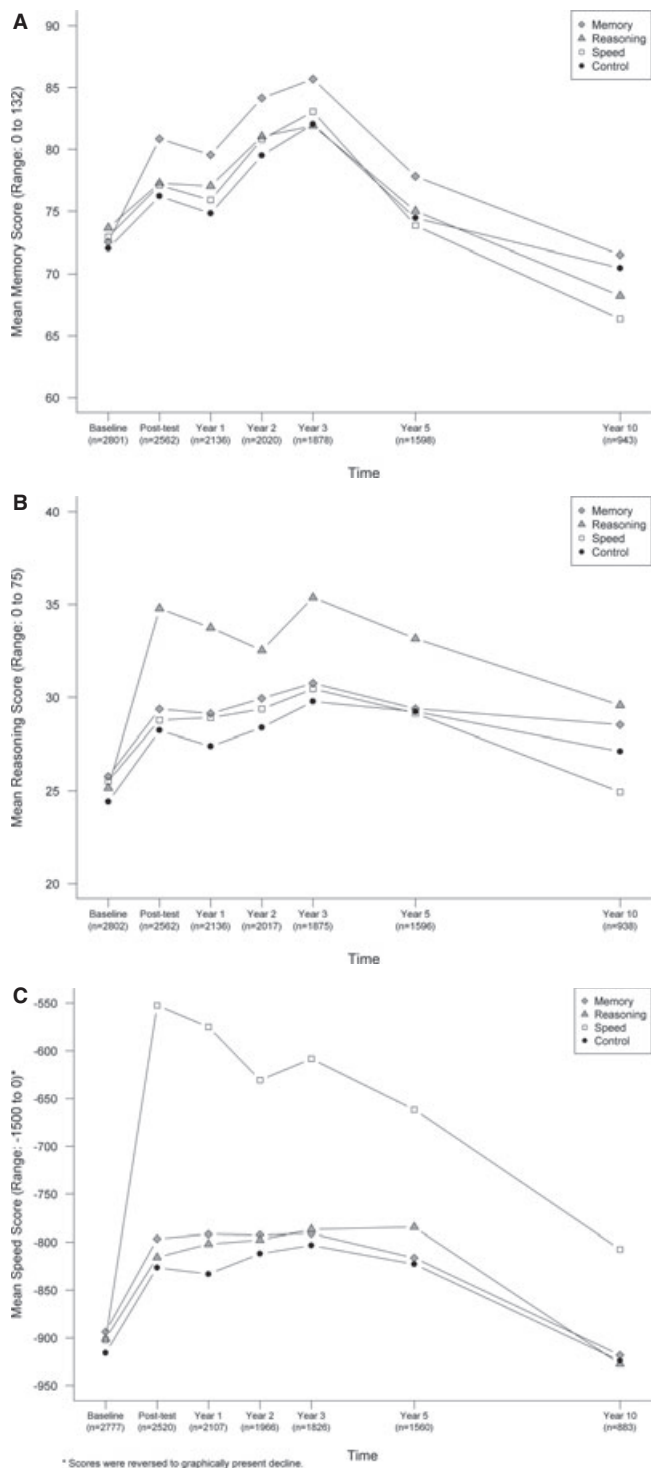 A
Mean Memory Score (Range: 0 to 132)
90
85
80
75
70
65
60
Memory
Reasoning
Speed
Control
Baseline
(n=2801)
Post-test
(n=2562)
Year 1
(n=2136)
Year 2
(n=2020)
Year 3
(n=1878)
Year 5
(n=1598)
Year 10
(n=943)
Time
B
Mean Reasoning Score (Range: 0 to 75)
40
35
30
25
20
Memory
Reasoning
Speed
Control
Baseline
(n=2802)
Post-test
(n=2562)
Year 1
(n=2136)
Year 2
(n=2017)
Year 3
(n=1875)
Year 5
(n=1596)
Year 10
(n=938)
Time
C
Mean Speed Score (Range: -1500 to 0)*
-550
-600
-650
-700
-750
-800
-850
-900
-950
Memory
Reasoning
Speed
Control
Baseline
(n=2777)
Post-test
(n=2520)
Year 1
(n=2107)
Year 2
(n=1966)
Year 3
(n=1826)
Year 5
(n=1560)
Year 10
(n=883)
Time
* Scores were reversed to graphically present decline.